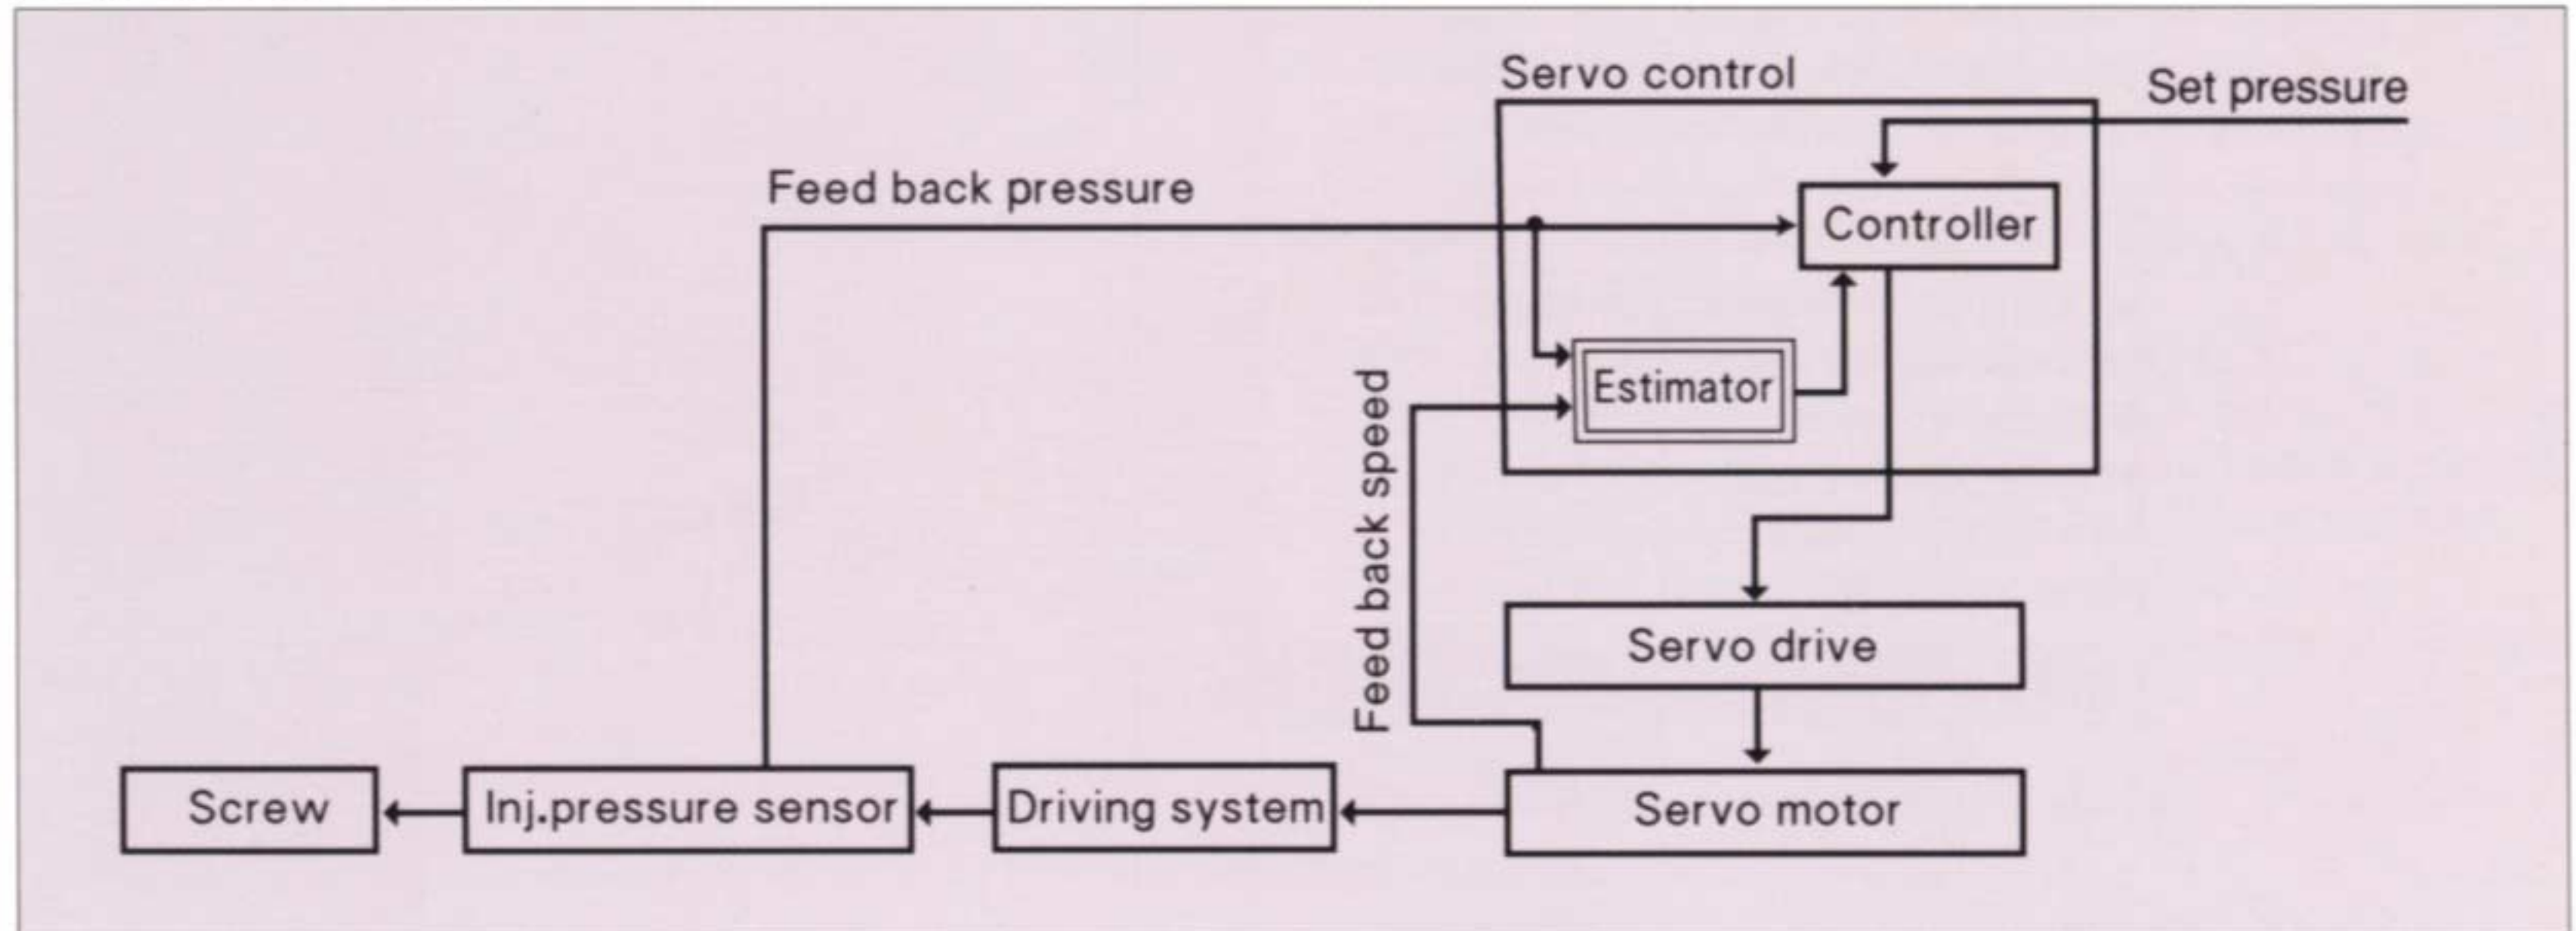 Servo control
Set pressure
Feed back pressure
Controller
Estimator
Feed back speed
Servo drive
Screw
Inj.pressure sensor
Driving system
Servo motor